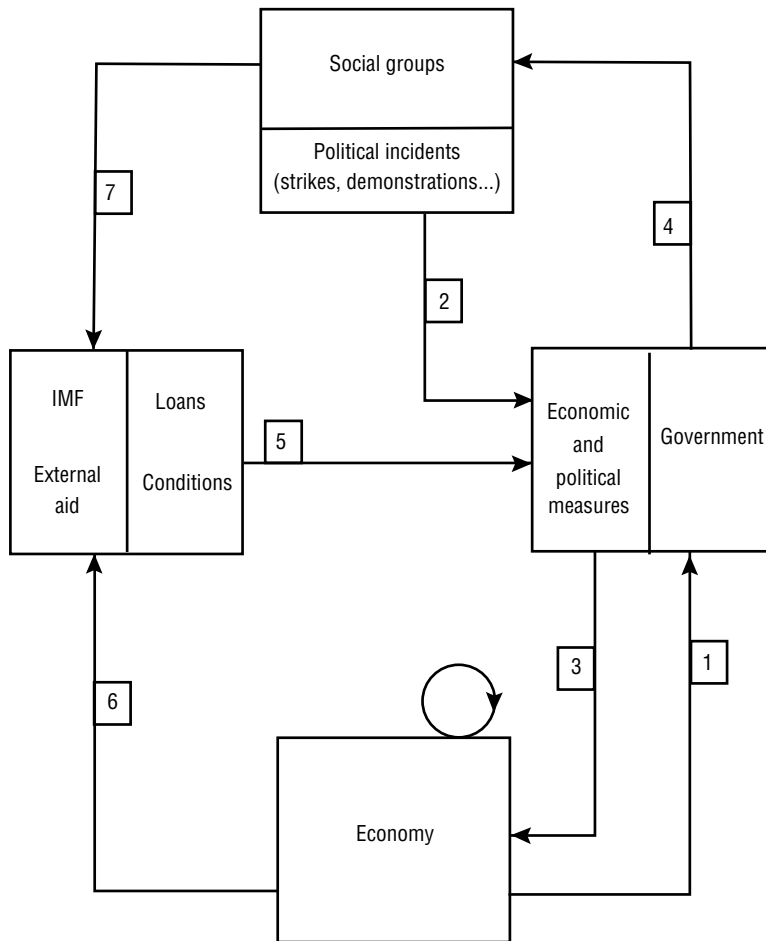 Social groups
Political incidents
(strikes, demonstrations...)
7
4
2
IMF
External
aid
Loans
Conditions
5
Economic
and
political
measures
Government
6
3
1
Economy